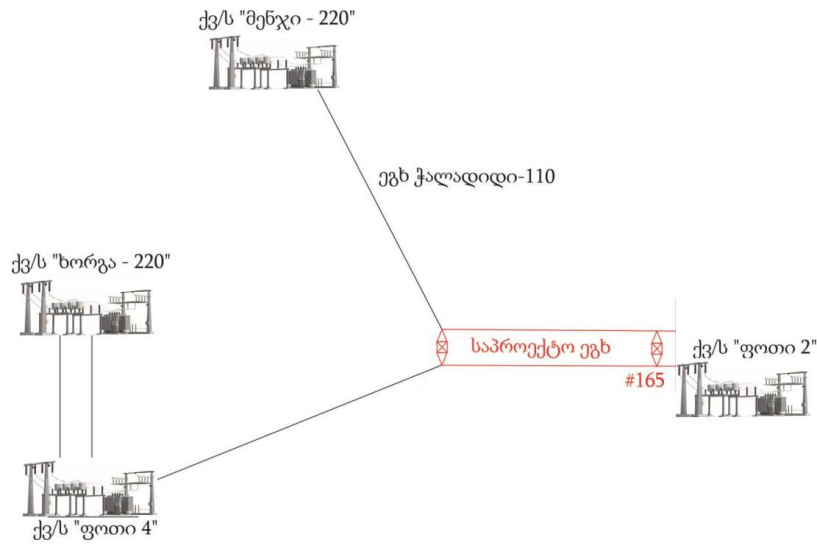 ქვ/ს "მენჯი - 220"
ეგხ ჭალადიდი-110
ქვ/ს "ხორგა - 220"
საპროექტო ეგხ
ქვ/ს "ფოთი 2"
#165
ქვ/ს "ფოთი 4"